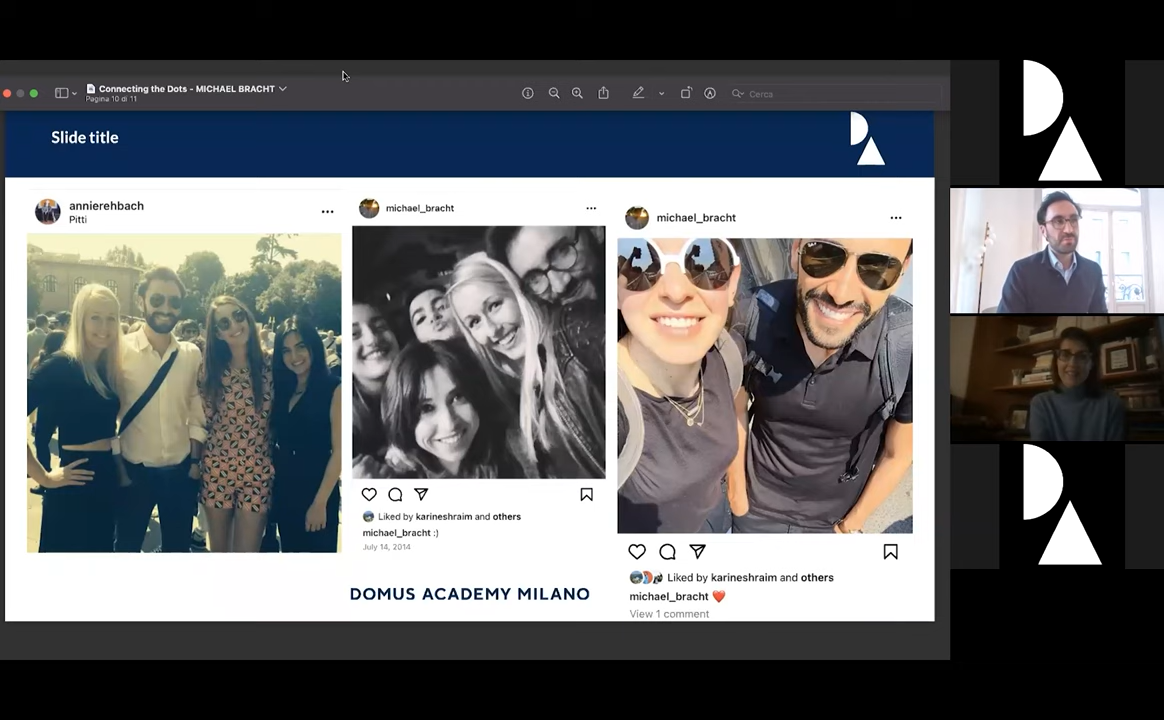 Connecting the Dots - MICHAEL BRACHT
Pagina 10 di 11
Cerca
Slide title
annierehbach
Pitti
michael_bracht
Liked by karineshraim and others
michael_bracht :)
July 14, 2014
michael_bracht
Liked by karineshraim and others
michael_bracht ❤️
View 1 comment
DOMUS ACADEMY MILANO